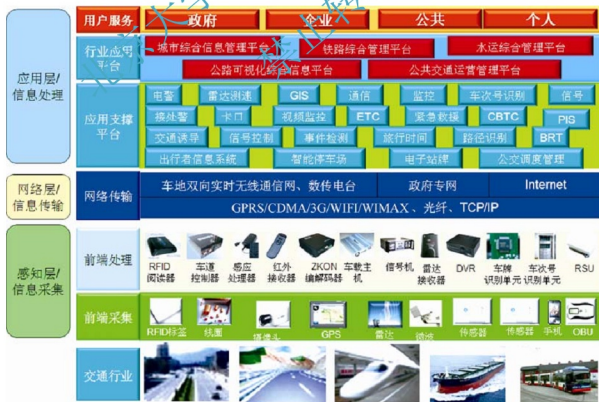 用户服务 政府 企业 公共 个人
应用层/
信息处理
行业应用
平台
城市综合信息管理平台 铁路综合管理平台 水运综合管理平台
公路可视化综合信息平台 公共交通运营管理平台
应用支撑
平台
电警 雷达测速 GIS 通信 监控 车次号识别 信号
接处警 卡口 视频监控 ETC 紧急救援 CBTC PIS
交通诱导 信号控制 事件检测 旅行时间 路径识别 BRT
出行者信息系统 智能停车场 电子站牌 公交调度管理
网络层/
信息传输
网络传输
车地双向实时无线通信网、数传电台 政府专网 Internet
GPRS/CDMA/3G/WIFI/WIMAX、光纤、TCP/IP
感知层/
信息采集
前端处理
RFID
阅读器
车道
控制器
感应
处理器
红外
接收器
ZKON
编解码器
车载主
机
信号机
雷达
接收器
DVR
车牌
识别单元
车次号
识别单元
RSU
前端采集
RFID标签 线圈 摄像头 GPS 雷达 微波 传感器 传感器 手机 OBU
交通行业
禁止转